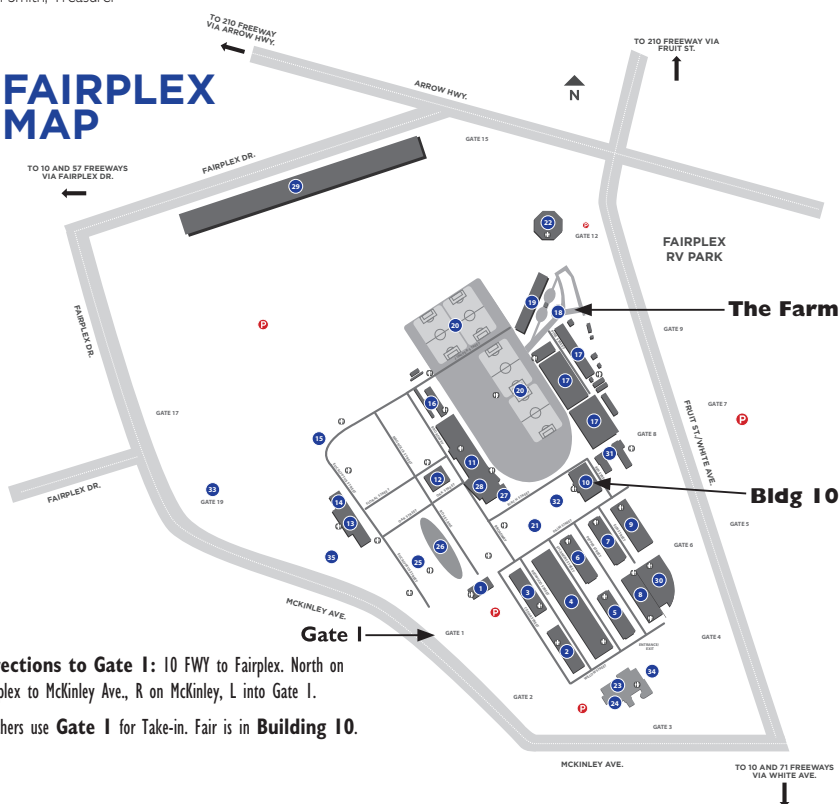 TO 210 FREEWAY
VIA ARROW HWY.
TO 210 FREEWAY VIA
FRUIT ST.
FAIRPLEX
MAP
N
ARROW HWY.
GATE 15
FAIRPLEX DR.
TO 10 AND 57 FREEWAYS
VIA FAIRPLEX DR.
29
22
P
GATE 12
FAIRPLEX
RV PARK
19
18
The Farm
20
P
FAIRPLEX DR.
GATE 9
17
17
20
GATE 7
P
16
17
GATE 17
FRUIT ST./WHITE AVE.
GATE 8
15
11
31
12
10
Bldg 10
28
27
FAIRPLEX DR.
33
GATE 19
14
32
13
21
9
GATE 5
26
7
GATE 6
35
25
6
30
1
3
4
8
MCKINLEY AVE.
P
5
Gate 1
GATE 1
GATE 4
2
ENTRANCE
EXIT
rections to Gate 1: 10 FWY to Fairplex. North on
plex to McKinley Ave., R on McKinley, L into Gate 1.
34
23
GATE 2
24
P
hers use Gate 1 for Take-in. Fair is in Building 10.
GATE 3
MCKINLEY AVE.
TO 10 AND 71 FREEWAYS
VIA WHITE AVE.